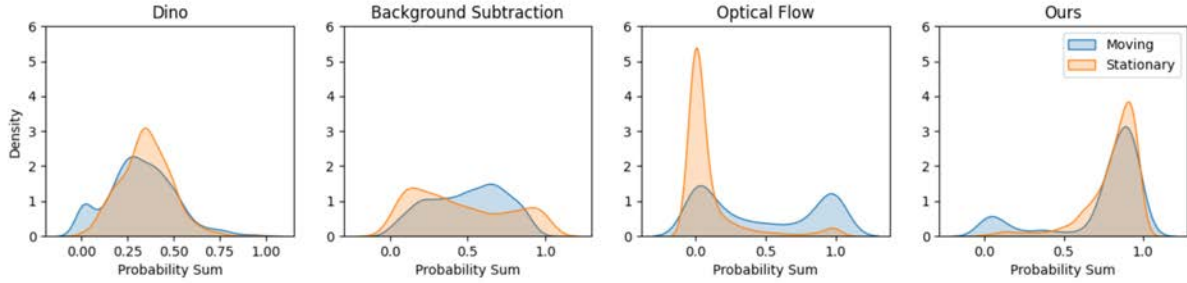 Dino
Background Subtraction
Optical Flow
Ours
Density
6
5
4
3
2
1
0
0.00 0.25 0.50 0.75 1.00
Probability Sum
6
5
4
3
2
1
0
0.0 0.5 1.0
Probability Sum
6
5
4
3
2
1
0
0.0 0.5 1.0
Probability Sum
6
5
4
3
2
1
0
0.0 0.5 1.0
Probability Sum
Moving
Stationary